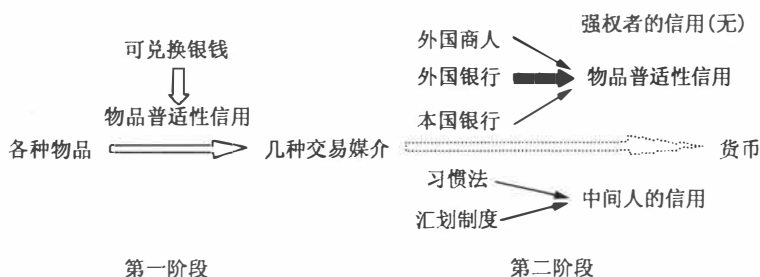 强权者的信用(无)
外国商人
可兑换银钱
外国银行
物品普适性信用
物品普适性信用
本国银行
各种物品
几种交易媒介
货币
习惯法
中间人的信用
汇划制度
第一阶段
第二阶段